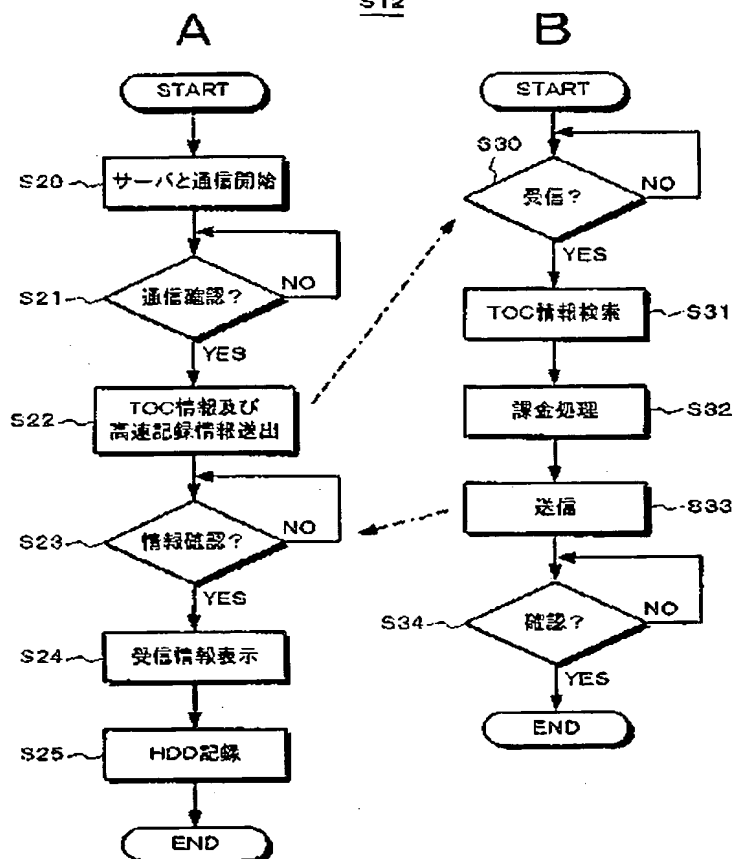 S12
A
START
S20
サーバと通信開始
S21
通信確認?
NO
YES
S22
TOC情報及び
高速記録情報送出
S23
情報確認?
NO
YES
S24
受信情報表示
S25
HDD記録
END
B
START
S30
受信?
NO
YES
TOC情報検索
S31
課金処理
S32
送信
S33
S34
確認?
NO
YES
END